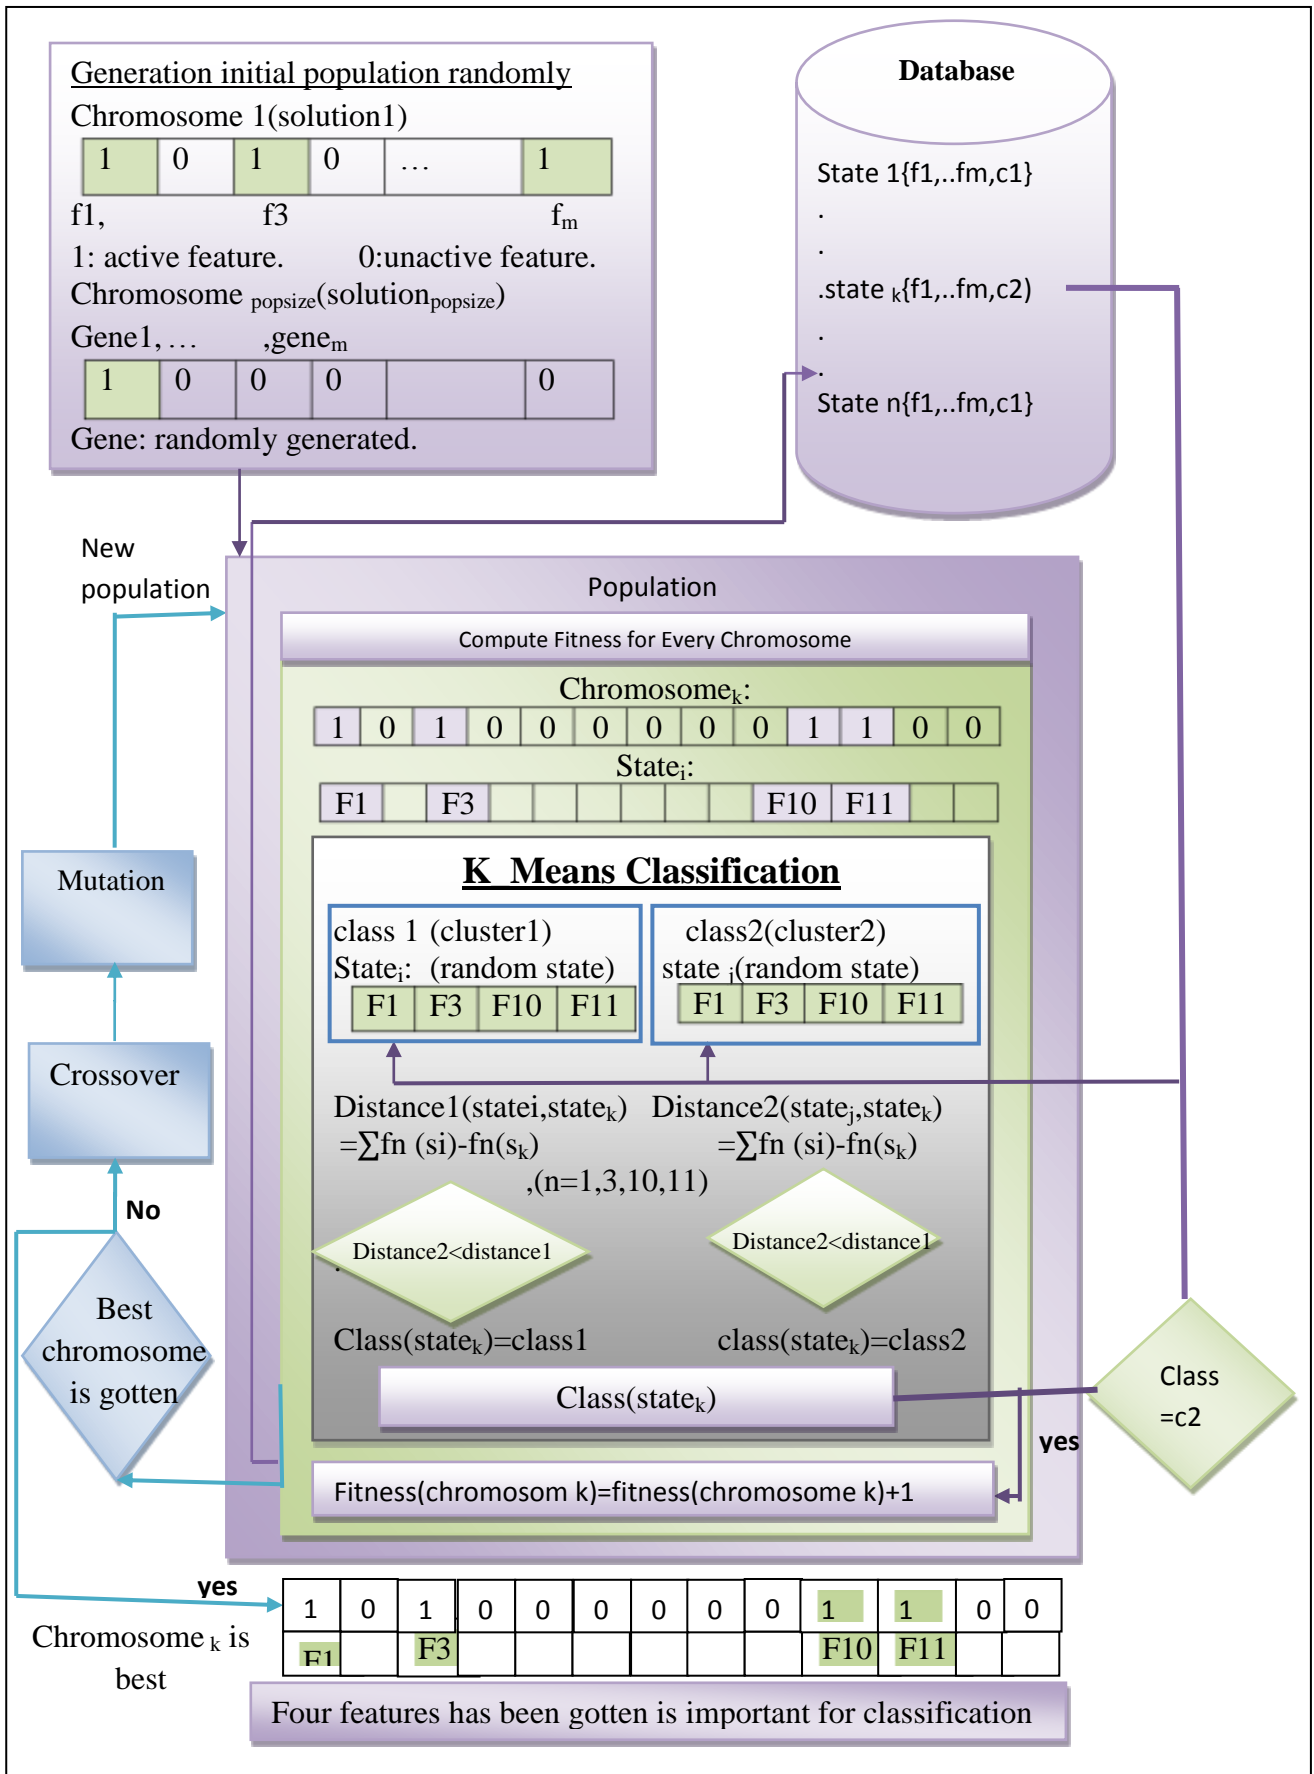 Generation initial population randomly
Chromosome 1(solution1)
1 0 1 0 … 1
f1, f3 fm
1: active feature. 0:unactive feature.
Chromosome popsize(solutionpopsize)
Gene1, … ,genem
1 0 0 0 0
Gene: randomly generated.
Database
State 1{f1,..fm,c1}
.
.
.state k{f1,..fm,c2)
.
.
State n{f1,..fm,c1}
New
population
Population
Compute Fitness for Every Chromosome
Chromosomek:
1 0 1 0 0 0 0 0 0 1 1 0 0
Statei:
F1 F3 F10 F11
K_Means Classification
class 1 (cluster1)
Statei: (random state)
F1 F3 F10 F11
class2(cluster2)
state j(random state)
F1 F3 F10 F11
Distance1(statei,statek)
=∑fn (si)-fn(sk)
Distance2(statej,statek)
=∑fn (si)-fn(sk)
,(n=1,3,10,11)
Distance2<distance1
.
Distance2<distance1
Class(statek)=class1
class(statek)=class2
Class(statek)
Fitness(chromosom k)=fitness(chromosome k)+1
Class
=c2
yes
Mutation
Crossover
No
Best
chromosome
is gotten
yes
Chromosome k is
best
1 0 1 0 0 0 0 0 0 1 1 0 0
F1 F3 F10 F11
Four features has been gotten is important for classification